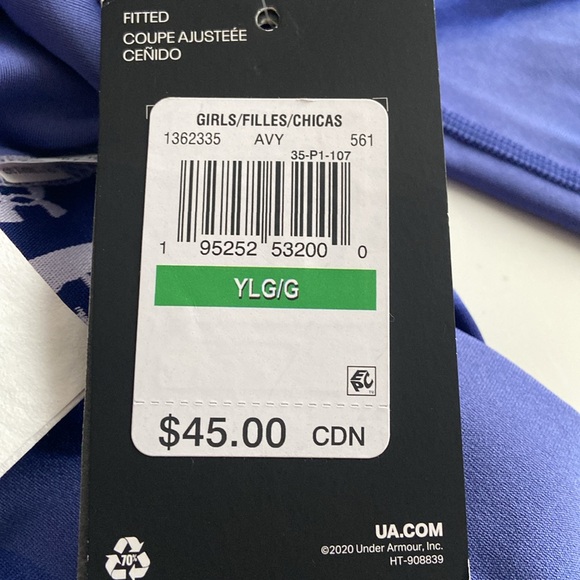 FITTED
COUPE AJUSTEÉE
CEÑIDO
GIRLS/FILLES/CHICAS
1362335 AVY 561
35-P1-107
1 95252 53200 0
YLG/G
EPC
$45.00 CDN
70%
UA.COM
©2020 Under Armour, Inc.
HT-908839